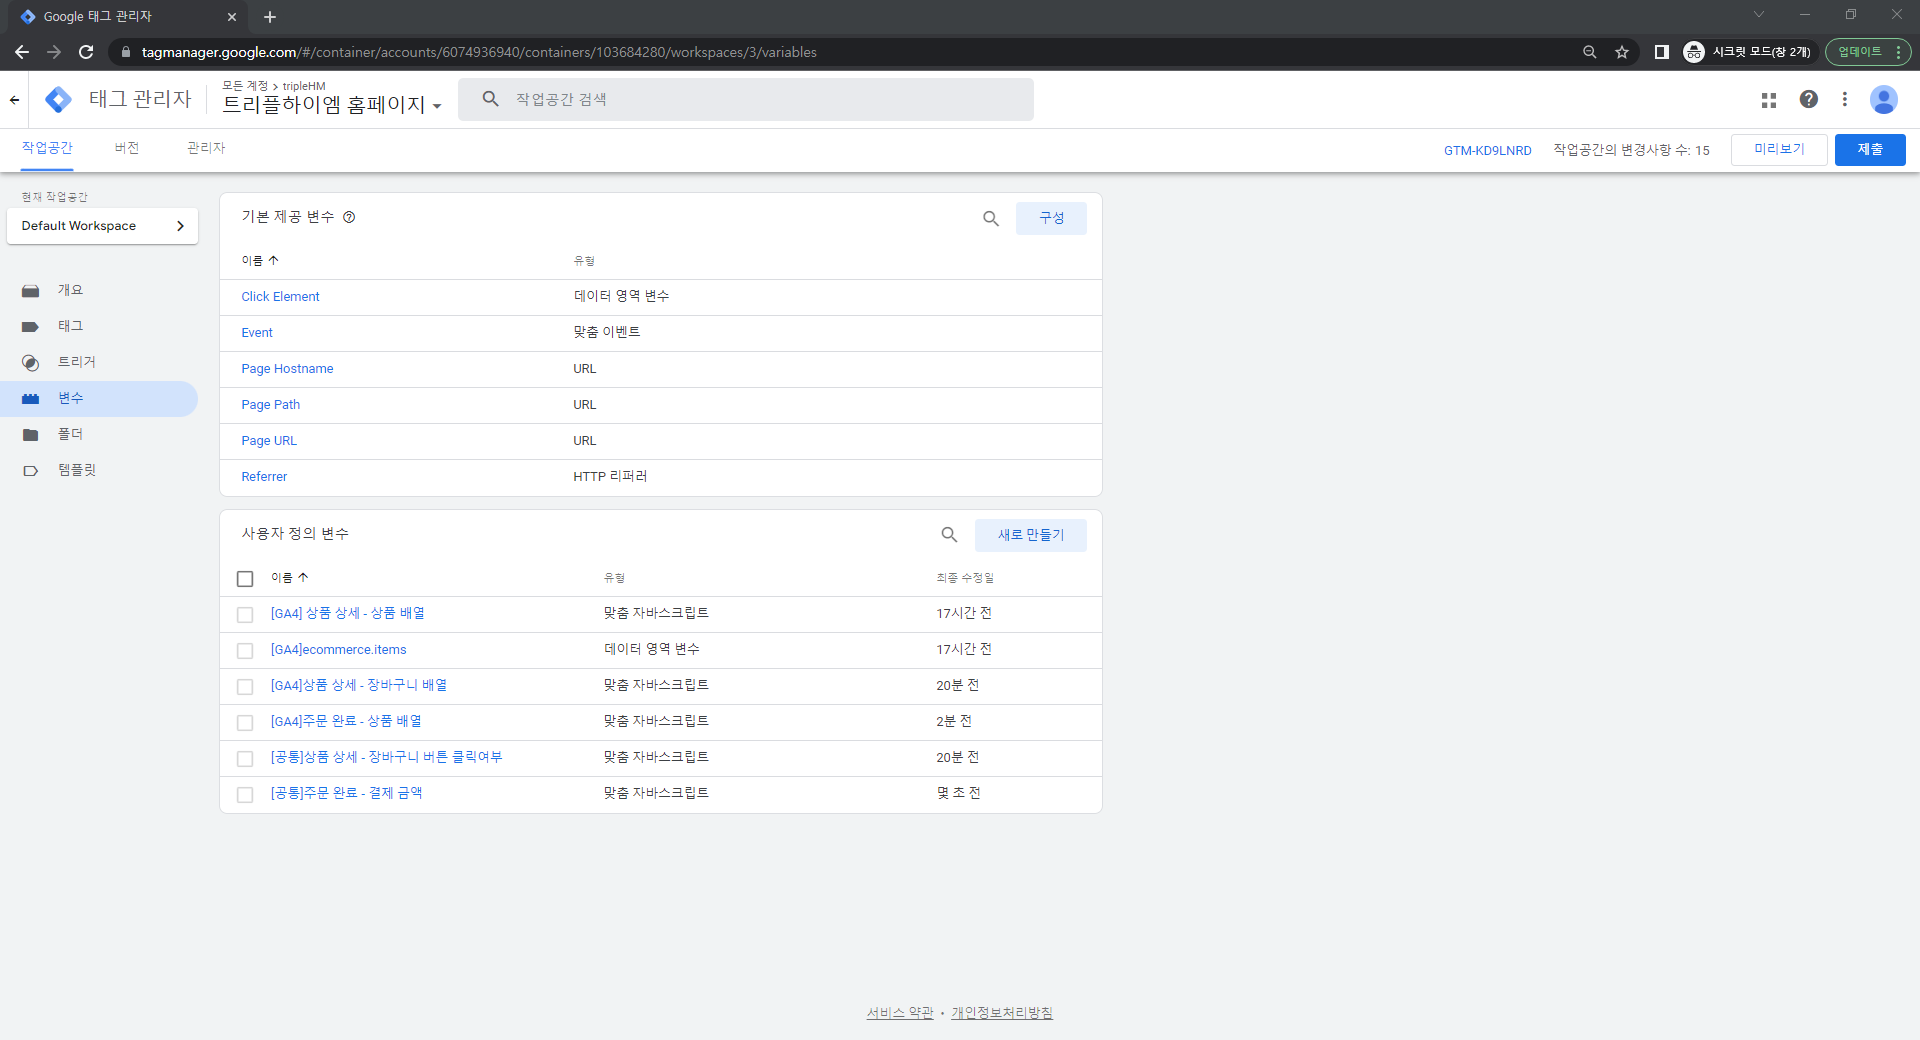 Google 태그 관리자
tagmanager.google.com/#/container/accounts/6074936940/containers/103684280/workspaces/3/variables
시크릿 모드(창 2개)
업데이트
태그 관리자
모든 계정 > tripleHM
트리플하이엠 홈페이지
작업공간 검색
작업공간 버전 관리자
GTM-KD9LNRD 작업공간의 변경사항 수: 15 미리보기 제출
현재 작업공간
Default Workspace
개요
태그
트리거
변수
폴더
템플릿
기본 제공 변수 구성
이름 유형
Click Element 데이터 영역 변수
Event 맞춤 이벤트
Page Hostname URL
Page Path URL
Page URL URL
Referrer HTTP 리퍼러
사용자 정의 변수 새로 만들기
이름 유형 최종 수정일
[GA4] 상품 상세 - 상품 배열 맞춤 자바스크립트 17시간 전
[GA4]ecommerce.items 데이터 영역 변수 17시간 전
[GA4]상품 상세 - 장바구니 배열 맞춤 자바스크립트 20분 전
[GA4]주문 완료 - 상품 배열 맞춤 자바스크립트 2분 전
[공통]상품 상세 - 장바구니 버튼 클릭여부 맞춤 자바스크립트 20분 전
[공통]주문 완료 - 결제 금액 맞춤 자바스크립트 몇 초 전
서비스 약관 · 개인정보처리방침